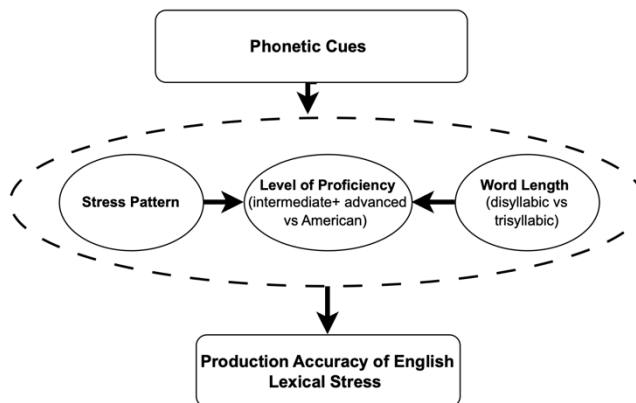 Phonetic Cues
Stress Pattern
Level of Proficiency
(intermediate+ advanced
vs American)
Word Length
(disyllabic vs
trisyllabic)
Production Accuracy of English
Lexical Stress